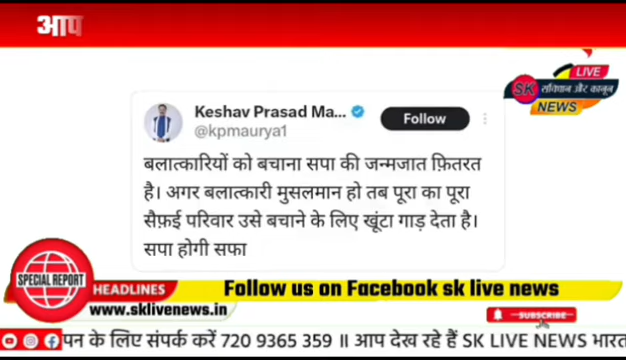 आप
LIVE
SK संविधान और कानून
NEWS
Keshav Prasad Ma...
@kpmaurya1
Follow
बलात्कारियों को बचाना सपा की जन्मजात फ़ितरत
है। अगर बलात्कारी मुसलमान हो तब पूरा का पूरा
सैफ़ई परिवार उसे बचाने के लिए खूंटा गाड़ देता है।
सपा होगी सफा
SPECIAL REPORT
HEADLINES
Follow us on Facebook sk live news
www.sklivenews.in
SUBSCRIBE
पन के लिए संपर्क करें 720 9365 359 ॥ आप देख रहे हैं SK LIVE NEWS भारत